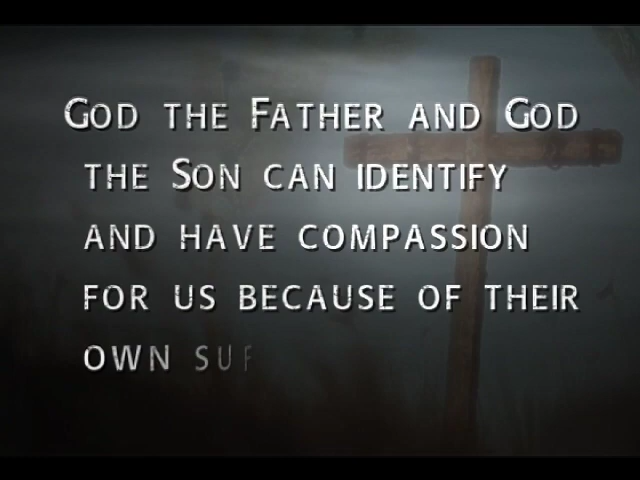 God the Father and God
the Son can identify
and have compassion
for us because of their
own suf